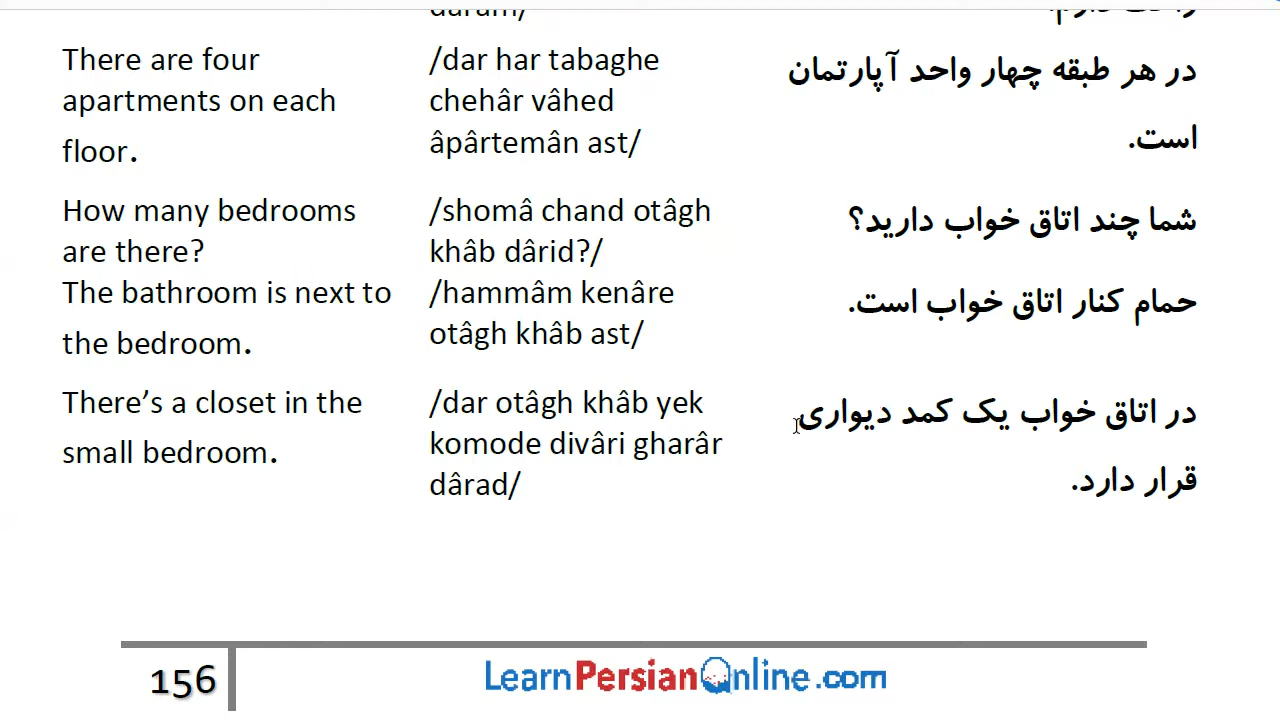 dâram/
There are four
apartments on each
floor.
/dar har tabaghe
chehâr vâhed
âpârtemân ast/
در هر طبقه چهار واحد آپارتمان
است.
How many bedrooms
are there?
/shomâ chand otâgh
khâb dârid?/
شما چند اتاق خواب دارید؟
The bathroom is next to
the bedroom.
/hammâm kenâre
otâgh khâb ast/
حمام کنار اتاق خواب است.
There’s a closet in the
small bedroom.
/dar otâgh khâb yek
komode divâri gharâr
dârad/
در اتاق خواب یک کمد دیواری
قرار دارد.
156
LearnPersianOnline.com